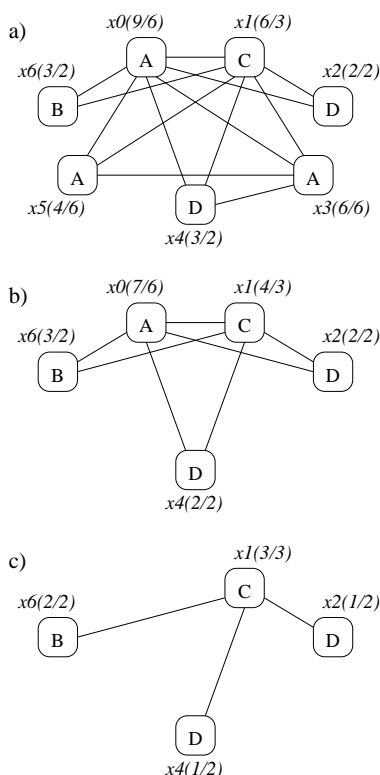 a)
x0(9/6) x1(6/3)
A C
x6(3/2) x2(2/2)
B D
A A
x5(4/6) D x3(6/6)
x4(3/2)
b)
x0(7/6) x1(4/3)
A C
x6(3/2) x2(2/2)
B D
D
x4(2/2)
c)
x1(3/3)
C
x6(2/2) x2(1/2)
B D
D
x4(1/2)